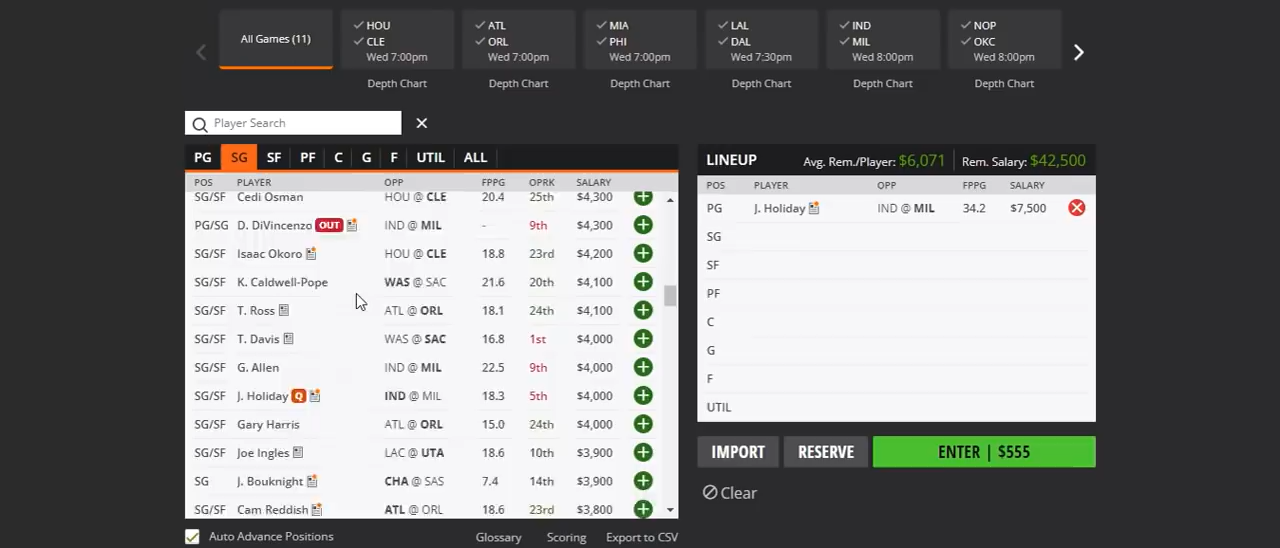 All Games (11)
HOU
CLE
Wed 7:00pm
Depth Chart
ATL
ORL
Wed 7:00pm
Depth Chart
MIA
PHI
Wed 7:00pm
Depth Chart
LAL
DAL
Wed 7:30pm
Depth Chart
IND
MIL
Wed 8:00pm
Depth Chart
NOP
OKC
Wed 8:00pm
Depth Chart
Player Search
PG SG SF PF C G F UTIL ALL
POS PLAYER OPP FPPG OPRK SALARY
SG/SF Cedi Osman HOU @ CLE 20.4 25th $4,300
PG/SG D. DiVincenzo OUT IND @ MIL - 9th $4,300
SG/SF Isaac Okoro HOU @ CLE 18.8 23rd $4,200
SG/SF K. Caldwell-Pope WAS @ SAC 21.6 20th $4,100
SG/SF T. Ross ATL @ ORL 18.1 24th $4,100
SG/SF T. Davis WAS @ SAC 16.8 1st $4,000
SG/SF G. Allen IND @ MIL 22.5 9th $4,000
SG/SF J. Holiday Q IND @ MIL 18.3 5th $4,000
SG/SF Gary Harris ATL @ ORL 15.0 24th $4,000
SG/SF Joe Ingles LAC @ UTA 18.6 10th $3,900
SG J. Bouknight CHA @ SAS 7.4 14th $3,900
SG/SF Cam Reddish ATL @ ORL 18.6 23rd $3,800
Auto Advance Positions Glossary Scoring Export to CSV
LINEUP Avg. Rem./Player: $6,071 Rem. Salary: $42,500
POS PLAYER OPP FPPG SALARY
PG J. Holiday IND @ MIL 34.2 $7,500
SG
SF
PF
C
G
F
UTIL
IMPORT RESERVE ENTER | $555
Clear